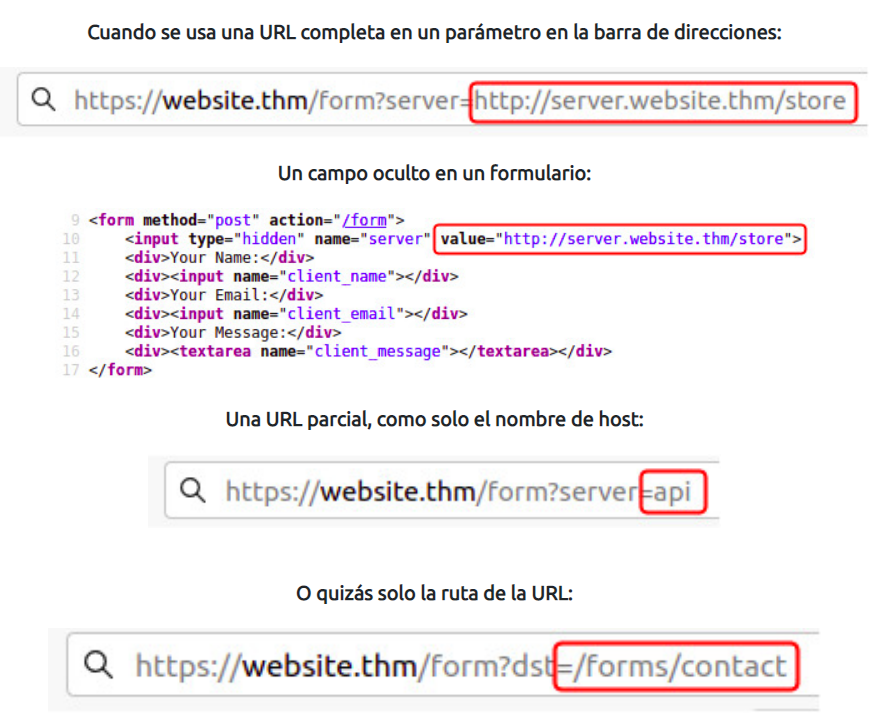 Cuando se usa una URL completa en un parámetro en la barra de direcciones:
https://website.thm/form?server=http://server.website.thm/store
Un campo oculto en un formulario:
9 <form method="post" action="/form">
10     <input type="hidden" name="server" value="http://server.website.thm/store">
11     <div>Your Name:</div>
12     <div><input name="client_name"></div>
13     <div>Your Email:</div>
14     <div><input name="client_email"></div>
15     <div>Your Message:</div>
16     <div><textarea name="client_message"></textarea></div>
17 </form>
Una URL parcial, como solo el nombre de host:
https://website.thm/form?server=api
O quizás solo la ruta de la URL:
https://website.thm/form?dst=/forms/contact